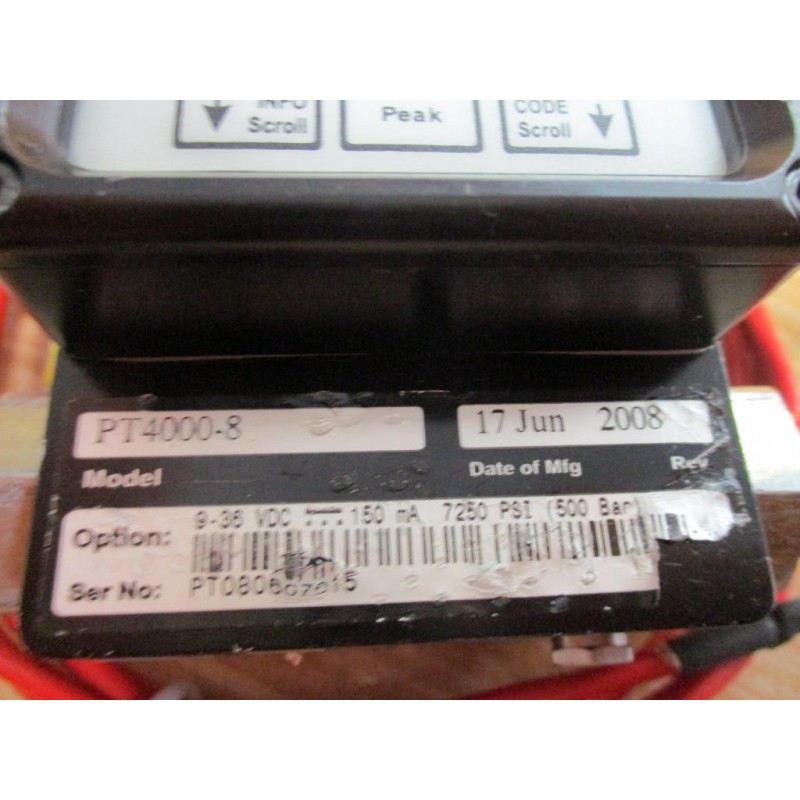 INFO
Scroll
Peak
CODE
Scroll
PT4000-8
17 Jun 2008
Model
Date of Mfg
Rev
Option: 9-36 VDC 150 mA 7250 PSI (500 Bar)
Ser No: